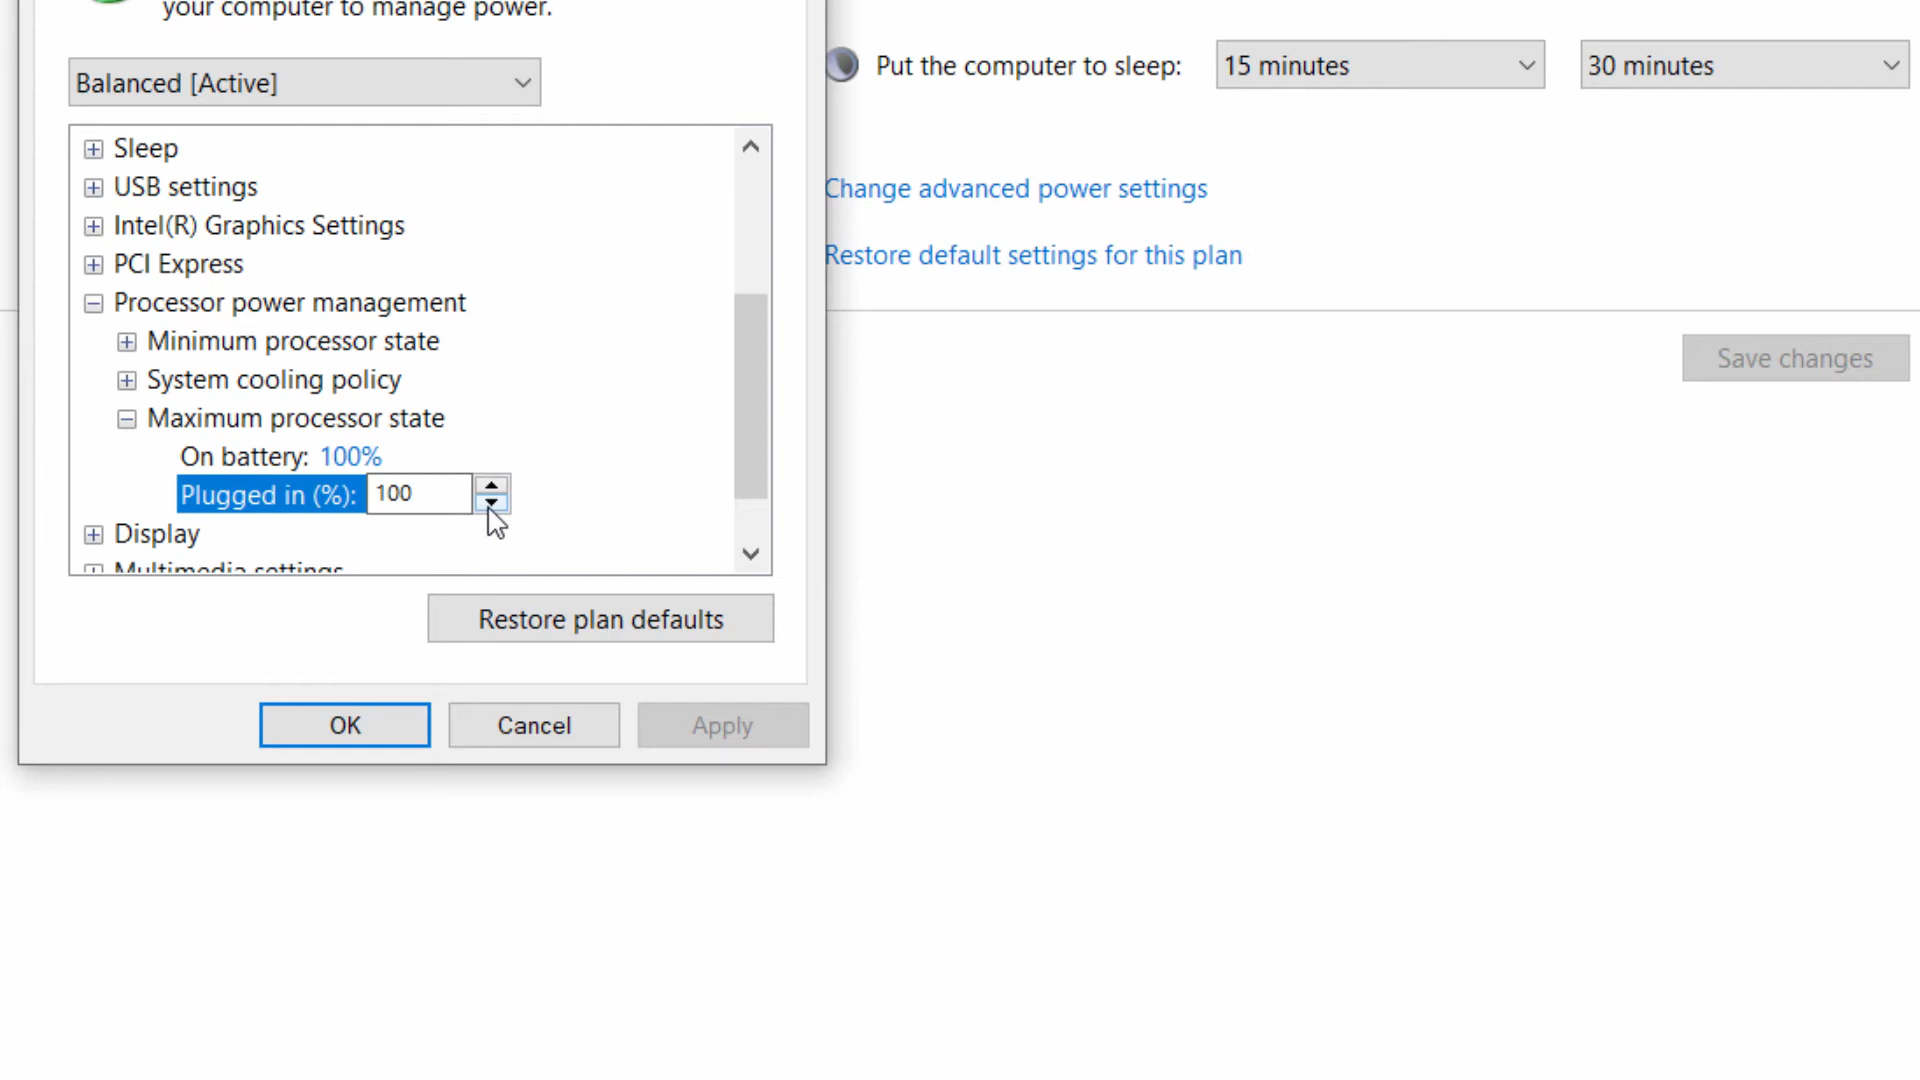 your computer to manage power.
Balanced [Active]
Sleep
USB settings
Intel(R) Graphics Settings
PCI Express
Processor power management
Minimum processor state
System cooling policy
Maximum processor state
On battery: 100%
Plugged in (%): 100
Display
Multimedia settings
Restore plan defaults
OK Cancel Apply
Put the computer to sleep: 15 minutes 30 minutes
Change advanced power settings
Restore default settings for this plan
Save changes